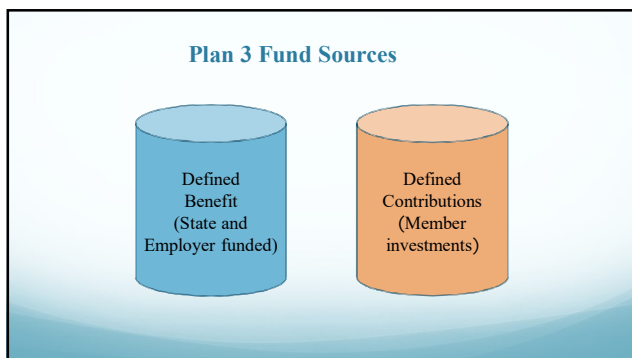 Plan 3 Fund Sources
Defined
Benefit
(State and
Employer funded)
Defined
Contributions
(Member
investments)